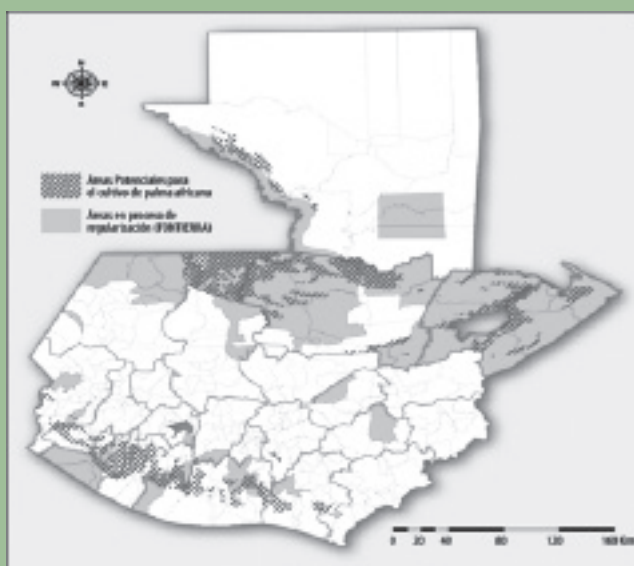 N
Áreas Potenciales para
el cultivo de palma africana
Áreas en proceso de
regularización (FONTIERRA)
0 20 40 80 120 160 Km